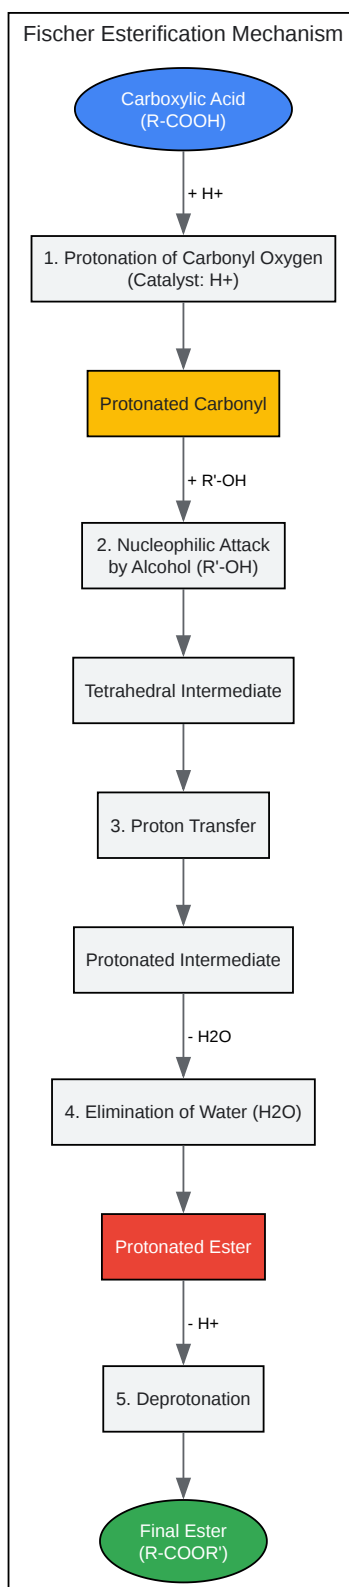 Fischer Esterification Mechanism
Carboxylic Acid
(R-COOH)
+ H+
1. Protonation of Carbonyl Oxygen
(Catalyst: H+)
Protonated Carbonyl
+ R'-OH
2. Nucleophilic Attack
by Alcohol (R'-OH)
Tetrahedral Intermediate
3. Proton Transfer
Protonated Intermediate
- H2O
4. Elimination of Water (H2O)
Protonated Ester
- H+
5. Deprotonation
Final Ester
(R-COOR')